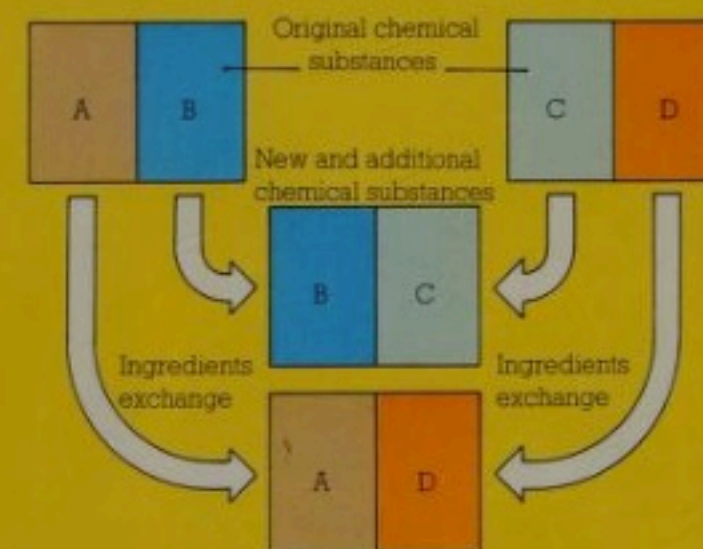 Original chemical
substances
A B
C D
New and additional
chemical substances
B C
Ingredients
exchange
Ingredients
exchange
A D